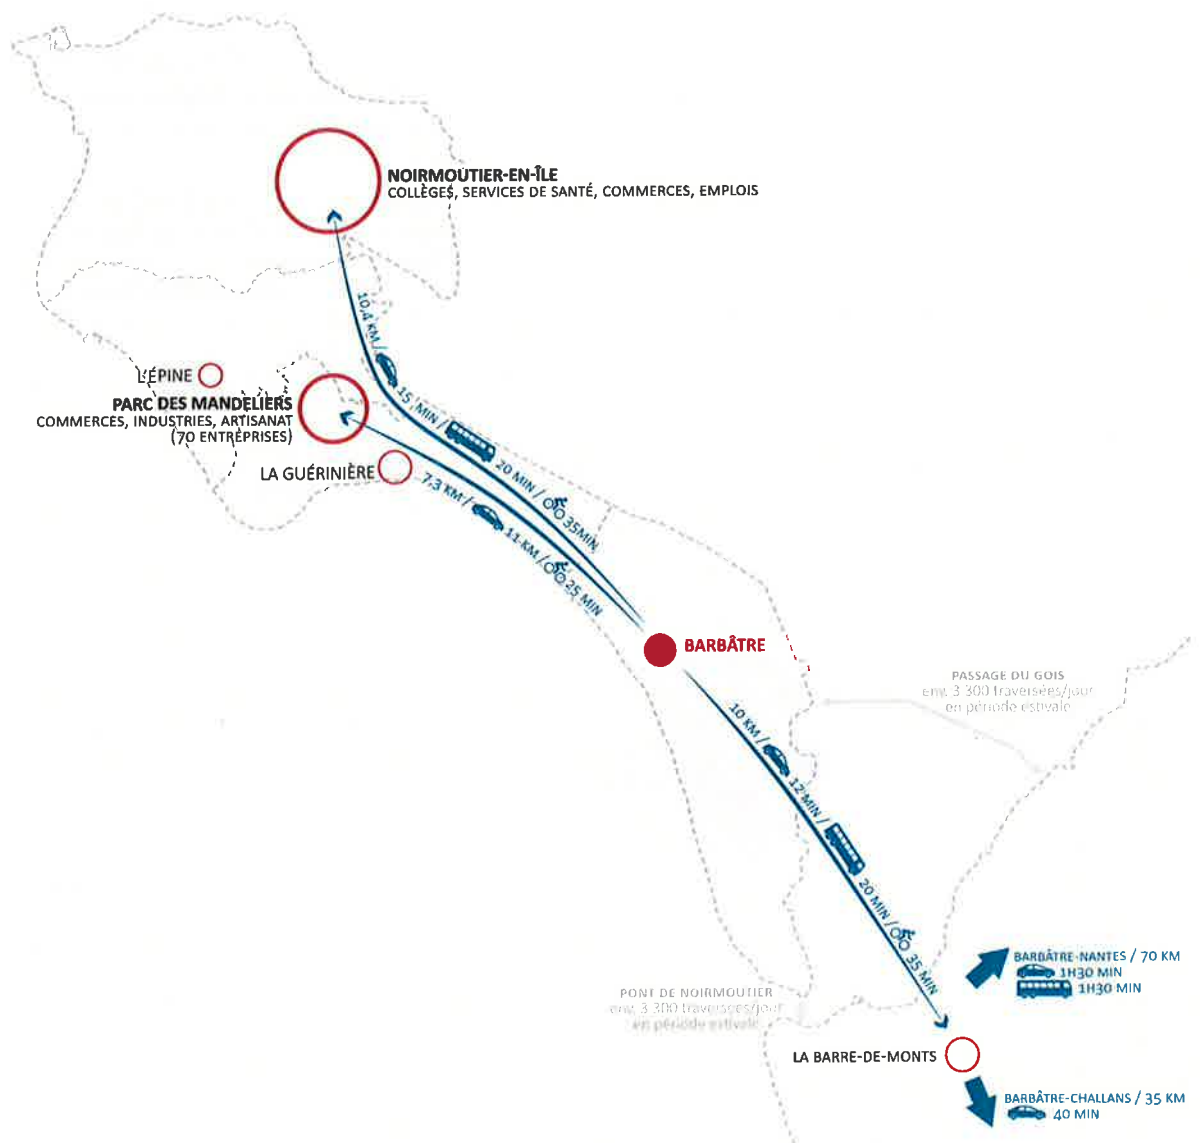 NOIRMOUTIER-EN-ÎLE
COLLÈGES, SERVICES DE SANTÉ, COMMERCES, EMPLOIS
10,4 KM / 15 MIN / 20 MIN / 35MIN
L'ÉPINE
PARC DES MANDELIERS
COMMERCES, INDUSTRIES, ARTISANAT
(70 ENTREPRISES)
LA GUÉRINIÈRE
7,3 KM / 11 KM / 25 MIN
BARBÂTRE
PASSAGE DU GOIS
env. 3 300 traversées/jour
en période estivale
10 KM / 12 MIN / 20 MIN / 35 MIN
BARBÂTRE-NANTES / 70 KM
1H30 MIN
1H30 MIN
PONT DE NOIRMOUTIER
env. 3 300 traversées/jour
en période estivale
LA BARRE-DE-MONTS
BARBÂTRE-CHALLANS / 35 KM
40 MIN